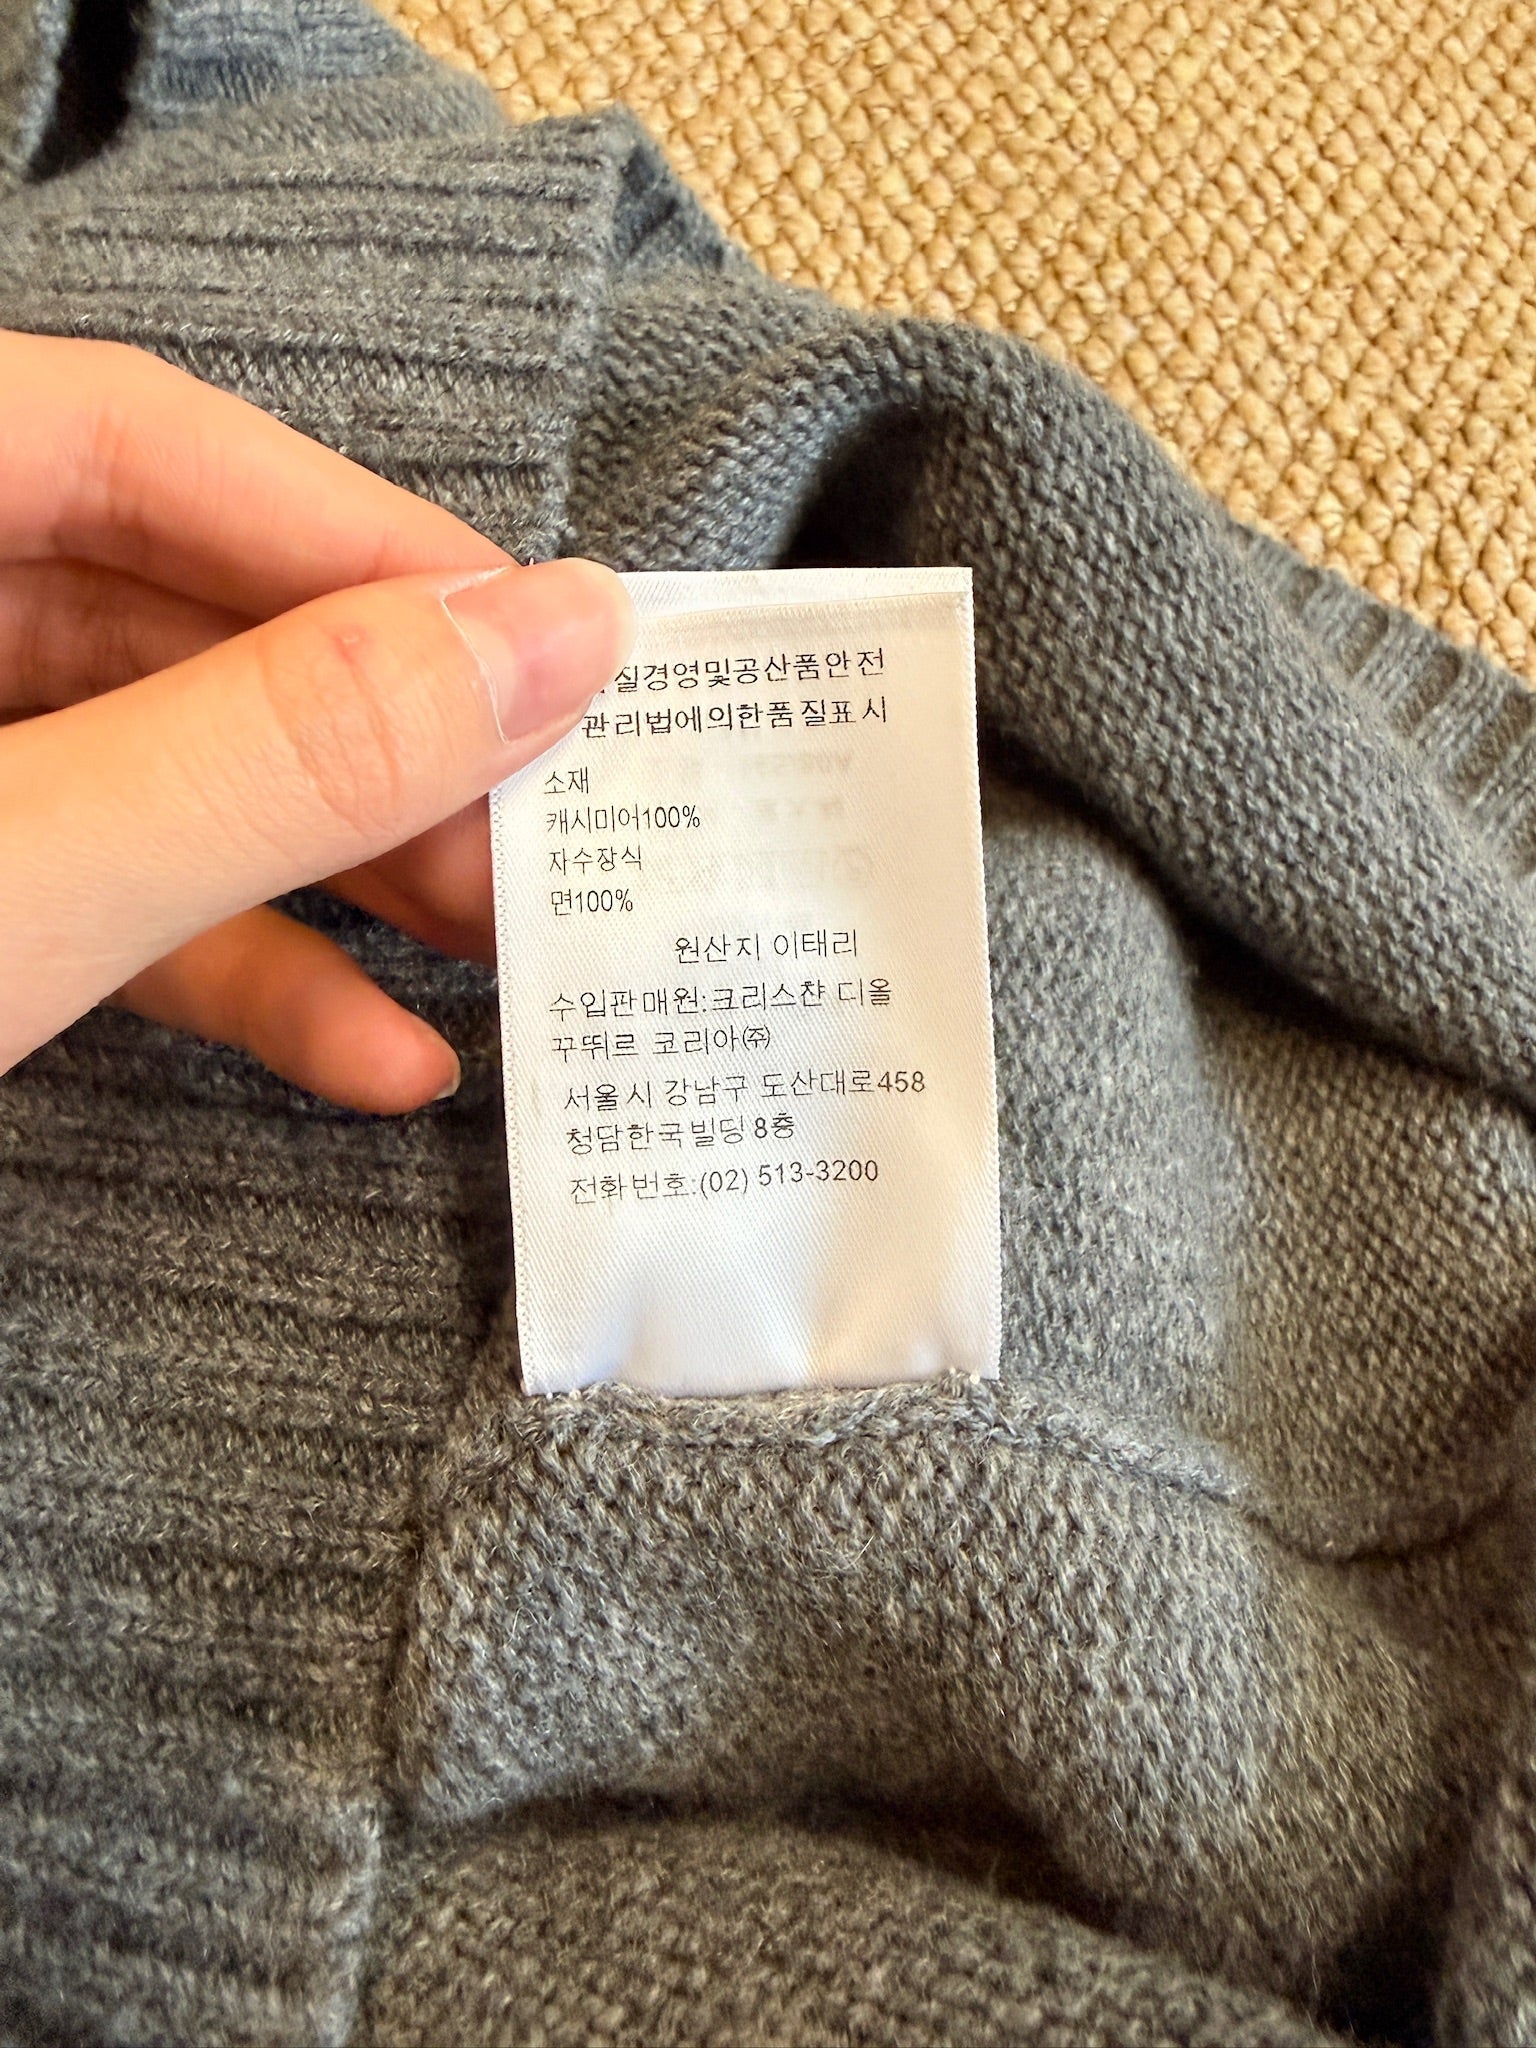 질경영및공산품안전
관리법에의한품질표시
소재
캐시미어100%
자수장식
면100%
원산지 이태리
수입판매원:크리스챤 디올
꾸뛰르 코리아㈜
서울시 강남구 도산대로458
청담한국빌딩 8층
전화번호:(02) 513-3200